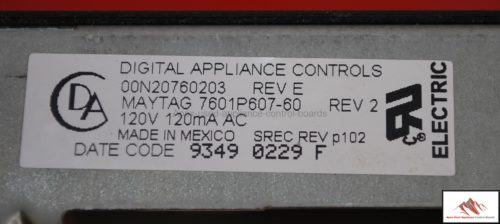 DIGITAL APPLIANCE CONTROLS
00N20760203 REV E
MAYTAG 7601P607-60 REV 2
120V 120mA AC
MADE IN MEXICO SREC REV p102
DATE CODE 9349 0229 F
CDA
ELECTRIC